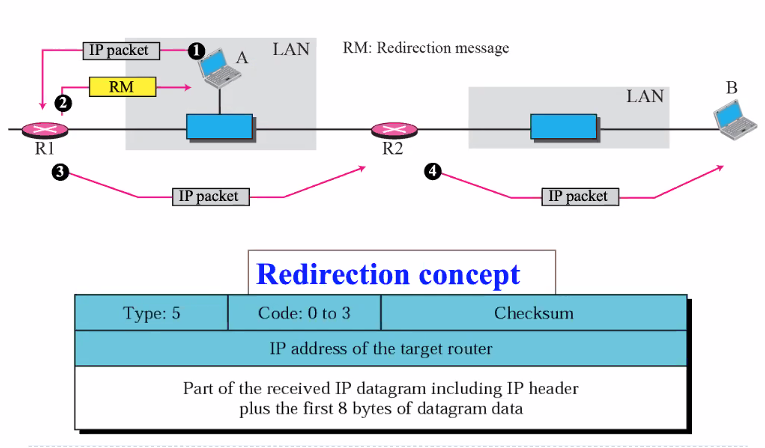 IP packet
1
A
LAN
RM: Redirection message
RM
2
LAN
B
R1
R2
3
IP packet
4
IP packet
Redirection concept
Type: 5
Code: 0 to 3
Checksum
IP address of the target router
Part of the received IP datagram including IP header
plus the first 8 bytes of datagram data